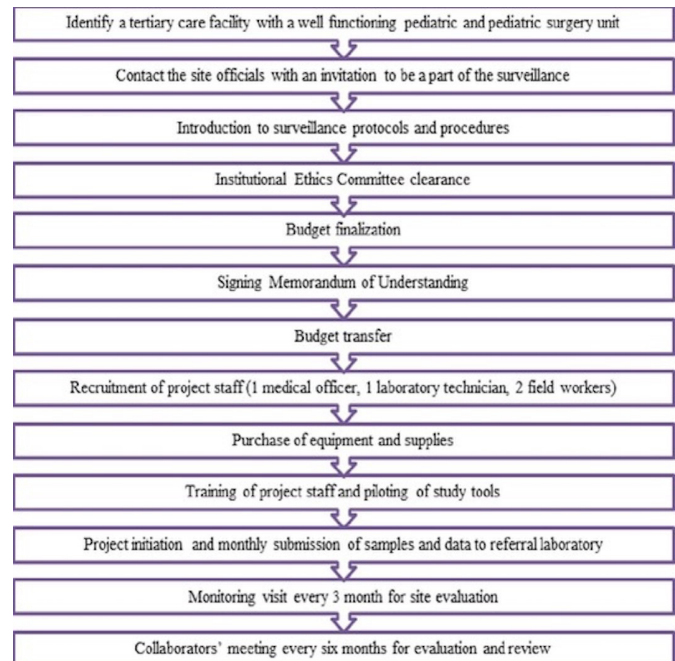 Identify a tertiary care facility with a well functioning pediatric and pediatric surgery unit
Contact the site officials with an invitation to be a part of the surveillance
Introduction to surveillance protocols and procedures
Institutional Ethics Committee clearance
Budget finalization
Signing Memorandum of Understanding
Budget transfer
Recruitment of project staff (1 medical officer, 1 laboratory technician, 2 field workers)
Purchase of equipment and supplies
Training of project staff and piloting of study tools
Project initiation and monthly submission of samples and data to referral laboratory
Monitoring visit every 3 month for site evaluation
Collaborators' meeting every six months for evaluation and review